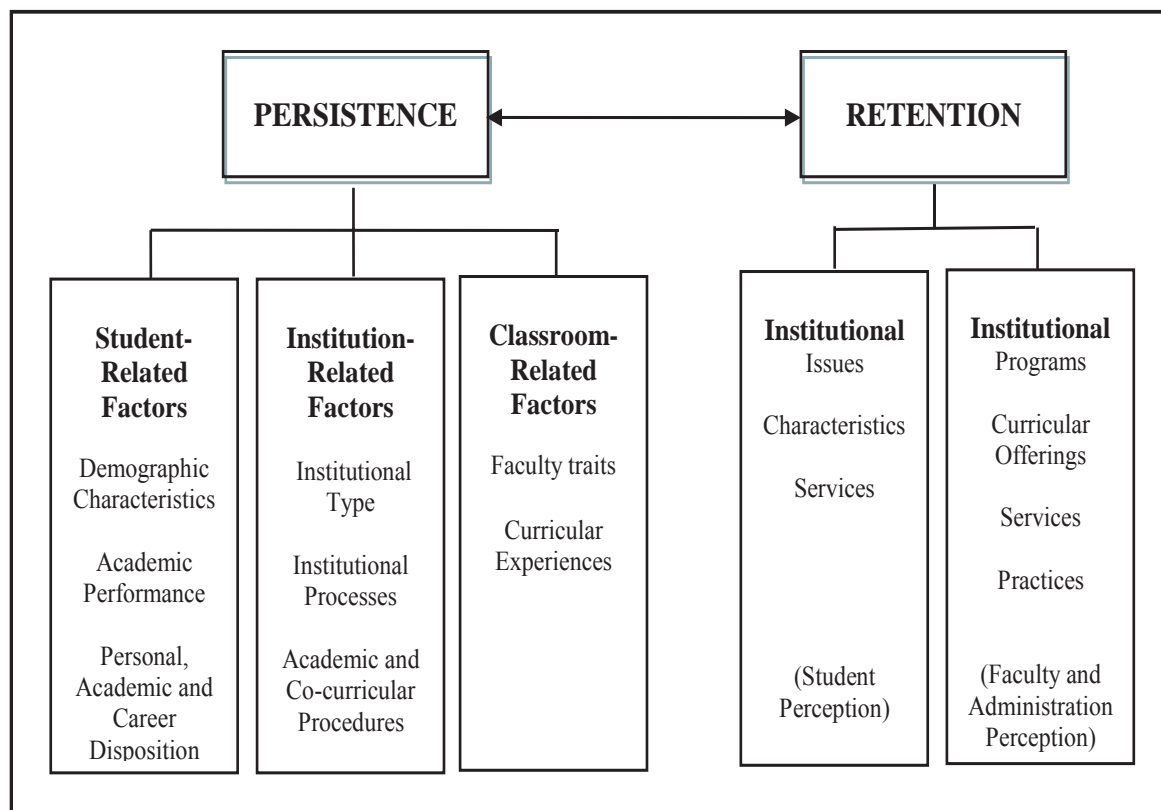 PERSISTENCE
RETENTION
Student-
Related
Factors
Demographic
Characteristics
Academic
Performance
Personal,
Academic and
Career
Disposition
Institution-
Related
Factors
Institutional
Type
Institutional
Processes
Academic and
Co-curricular
Procedures
Classroom-
Related
Factors
Faculty traits
Curricular
Experiences
Institutional
Issues
Characteristics
Services
(Student
Perception)
Institutional
Programs
Curricular
Offerings
Services
Practices
(Faculty and
Administration
Perception)